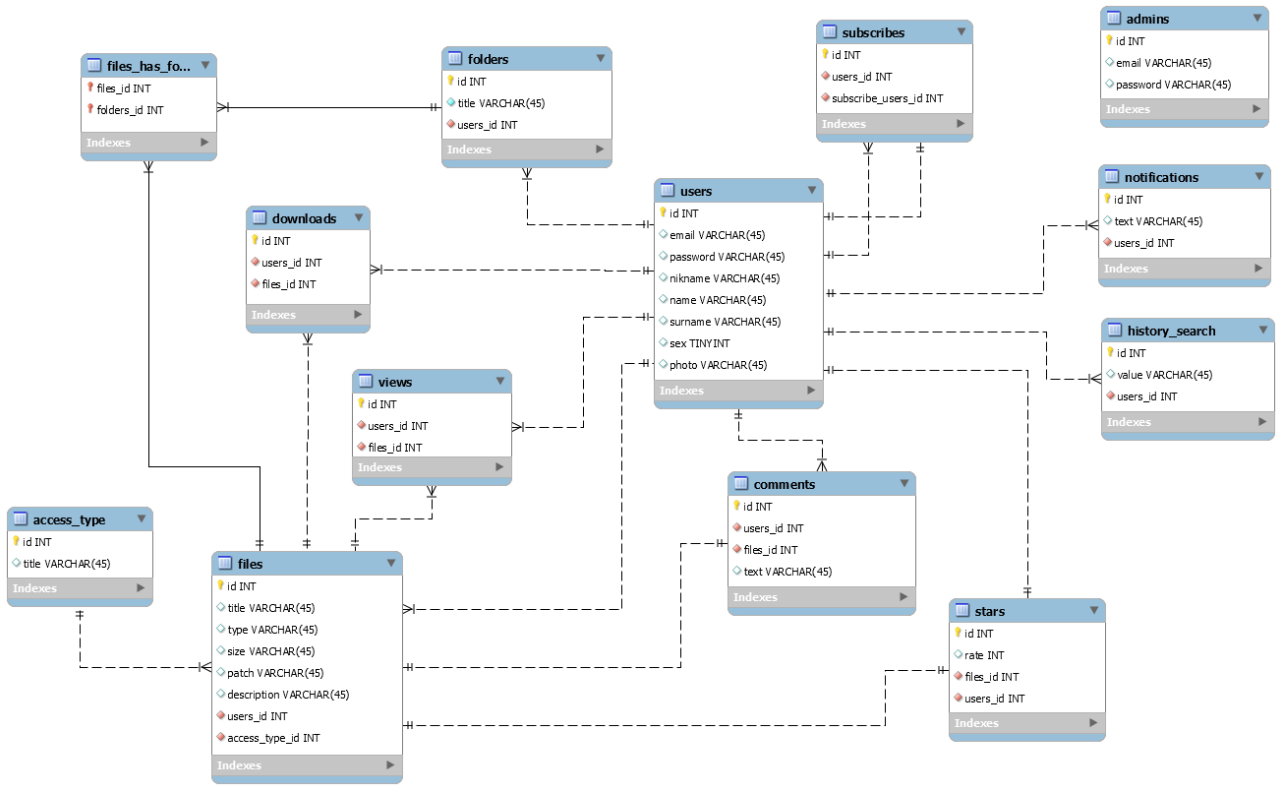 files_has_fo...
files_id INT
folders_id INT
Indexes
folders
id INT
title VARCHAR(45)
users_id INT
Indexes
subscribes
id INT
users_id INT
subscribe_users_id INT
Indexes
admins
id INT
email VARCHAR(45)
password VARCHAR(45)
Indexes
downloads
id INT
users_id INT
files_id INT
Indexes
users
id INT
email VARCHAR(45)
password VARCHAR(45)
nikname VARCHAR(45)
name VARCHAR(45)
surname VARCHAR(45)
sex TINYINT
photo VARCHAR(45)
Indexes
notifications
id INT
text VARCHAR(45)
users_id INT
Indexes
views
id INT
users_id INT
files_id INT
Indexes
history_search
id INT
value VARCHAR(45)
users_id INT
Indexes
access_type
id INT
title VARCHAR(45)
Indexes
files
id INT
title VARCHAR(45)
type VARCHAR(45)
size VARCHAR(45)
patch VARCHAR(45)
description VARCHAR(45)
users_id INT
access_type_id INT
Indexes
comments
id INT
users_id INT
files_id INT
text VARCHAR(45)
Indexes
stars
id INT
rate INT
files_id INT
users_id INT
Indexes